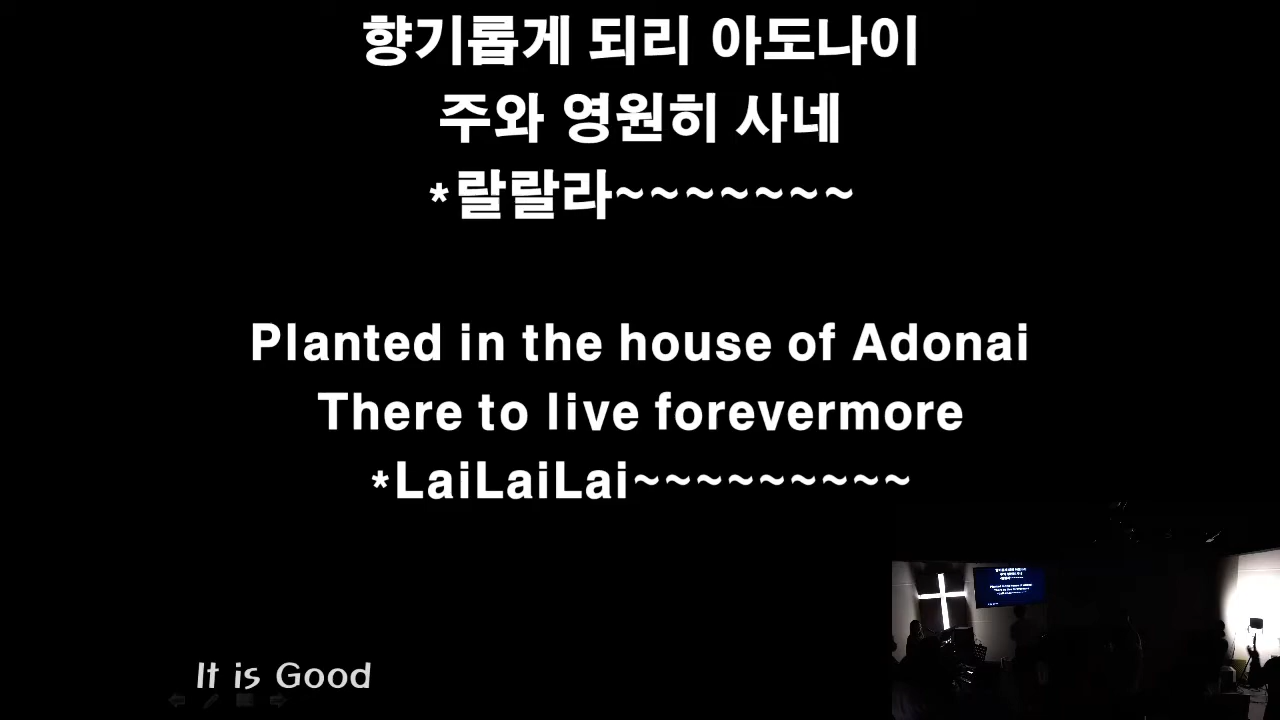 향기롭게 되리 아도나이
주와 영원히 사네
*랄랄라~~~~~~~
Planted in the house of Adonai
There to live forevermore
*LaiLaiLai~~~~~~~~~
It is Good